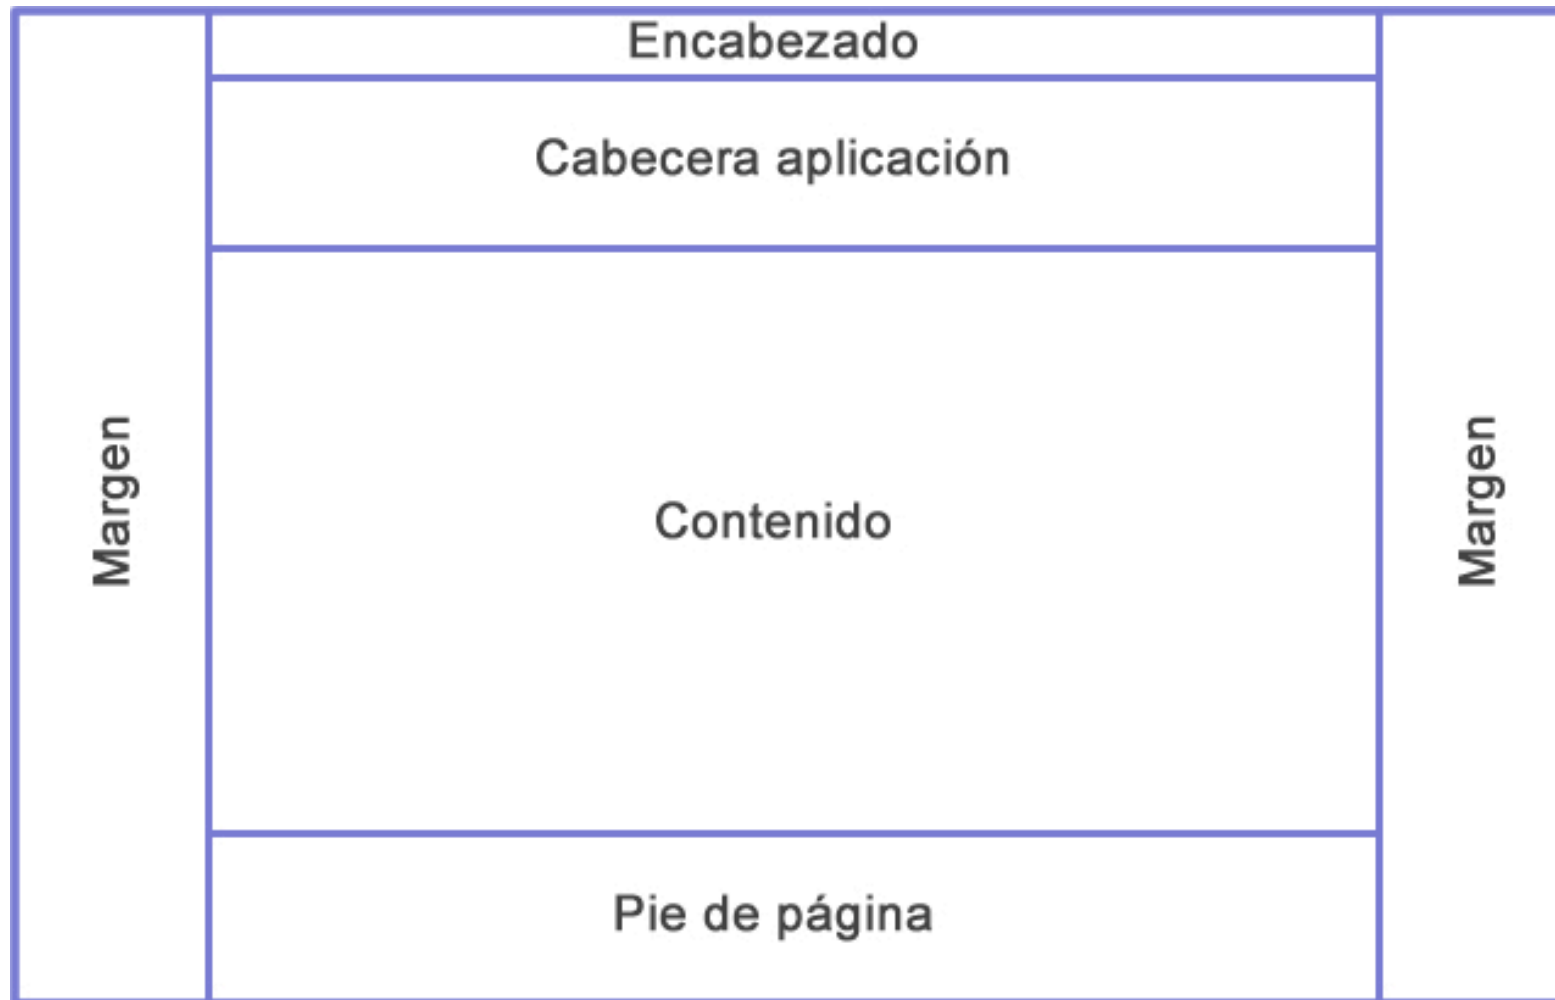 Encabezado
Cabecera aplicación
Margen
Contenido
Margen
Pie de página